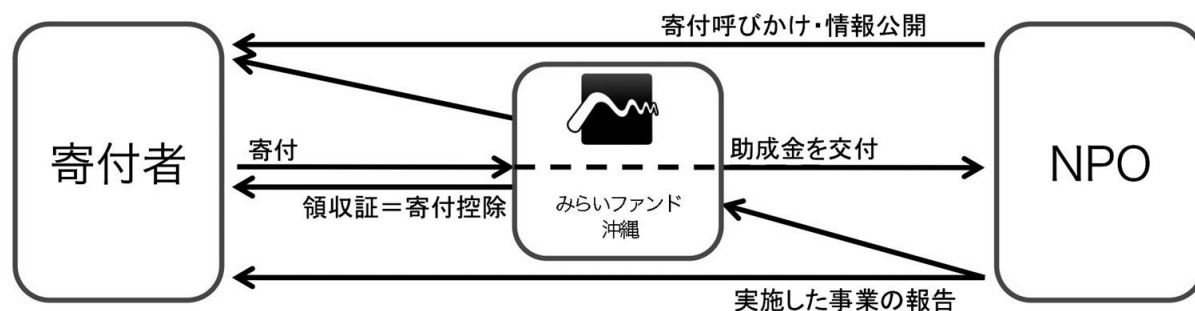 寄付呼びかけ・情報公開
寄付者
寄付
助成金を交付
NPO
領収証＝寄付控除
みらいファンド
沖縄
実施した事業の報告